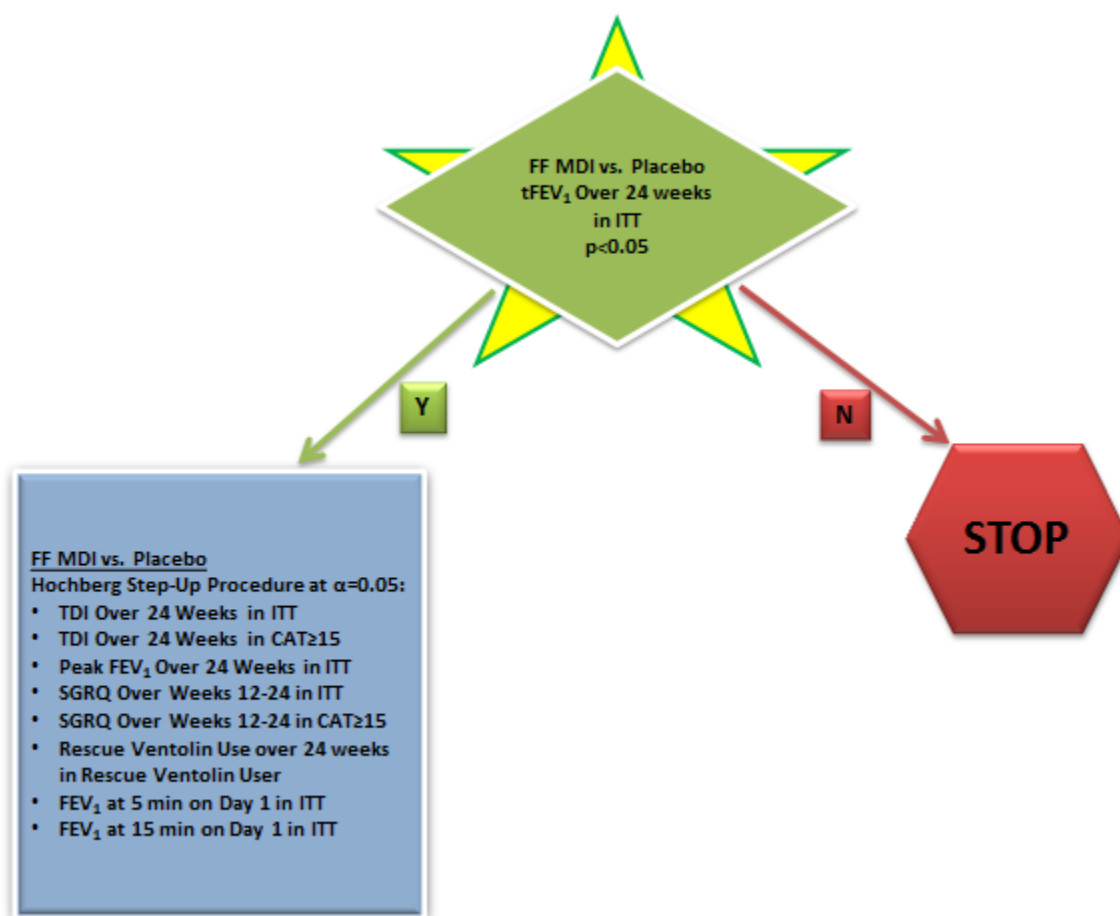 FF MDI vs. Placebo
tFEV₁ Over 24 weeks
in ITT
p<0.05
Y
N
STOP
FF MDI vs. Placebo
Hochberg Step-Up Procedure at α=0.05:
• TDI Over 24 Weeks in ITT
• TDI Over 24 Weeks in CAT≥15
• Peak FEV₁ Over 24 Weeks in ITT
• SGRQ Over Weeks 12-24 in ITT
• SGRQ Over Weeks 12-24 in CAT≥15
• Rescue Ventolin Use over 24 weeks
in Rescue Ventolin User
• FEV₁ at 5 min on Day 1 in ITT
• FEV₁ at 15 min on Day 1 in ITT